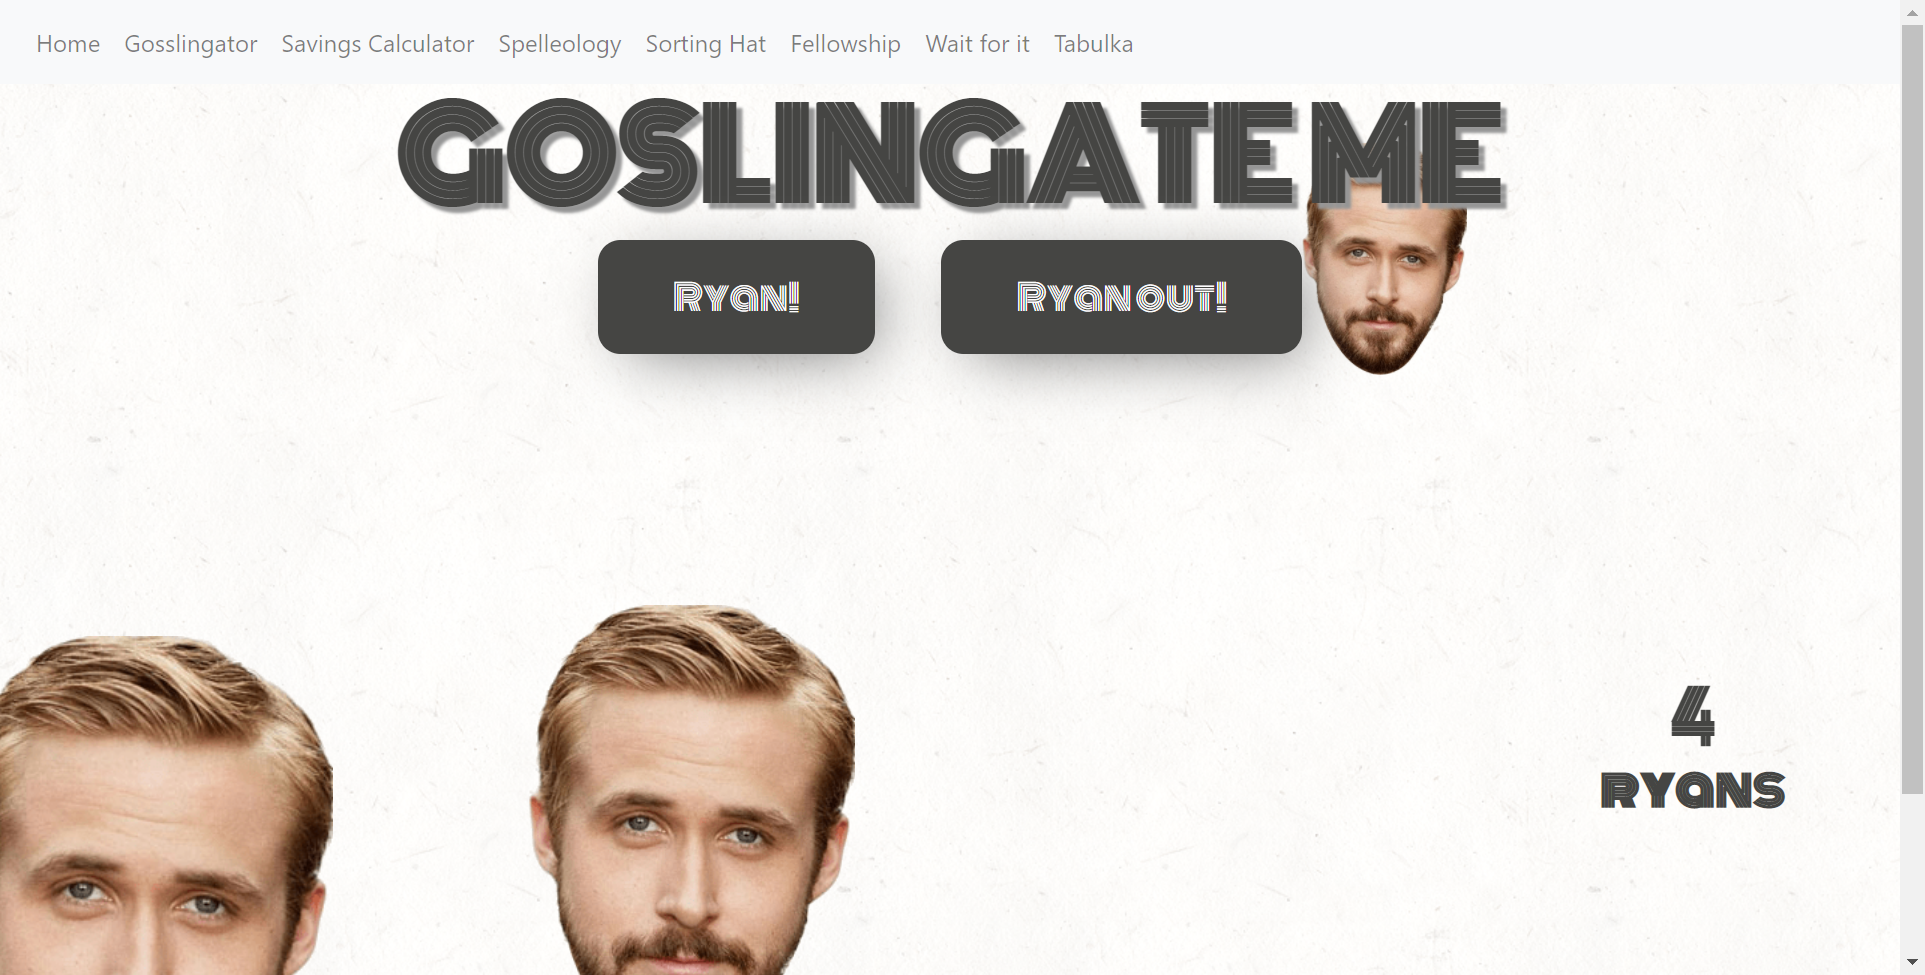 Home Gosslingator Savings Calculator Spelleology Sorting Hat Fellowship Wait for it Tabulka
GOSLINGATE ME
Ryan! Ryan out!
4
RYANS